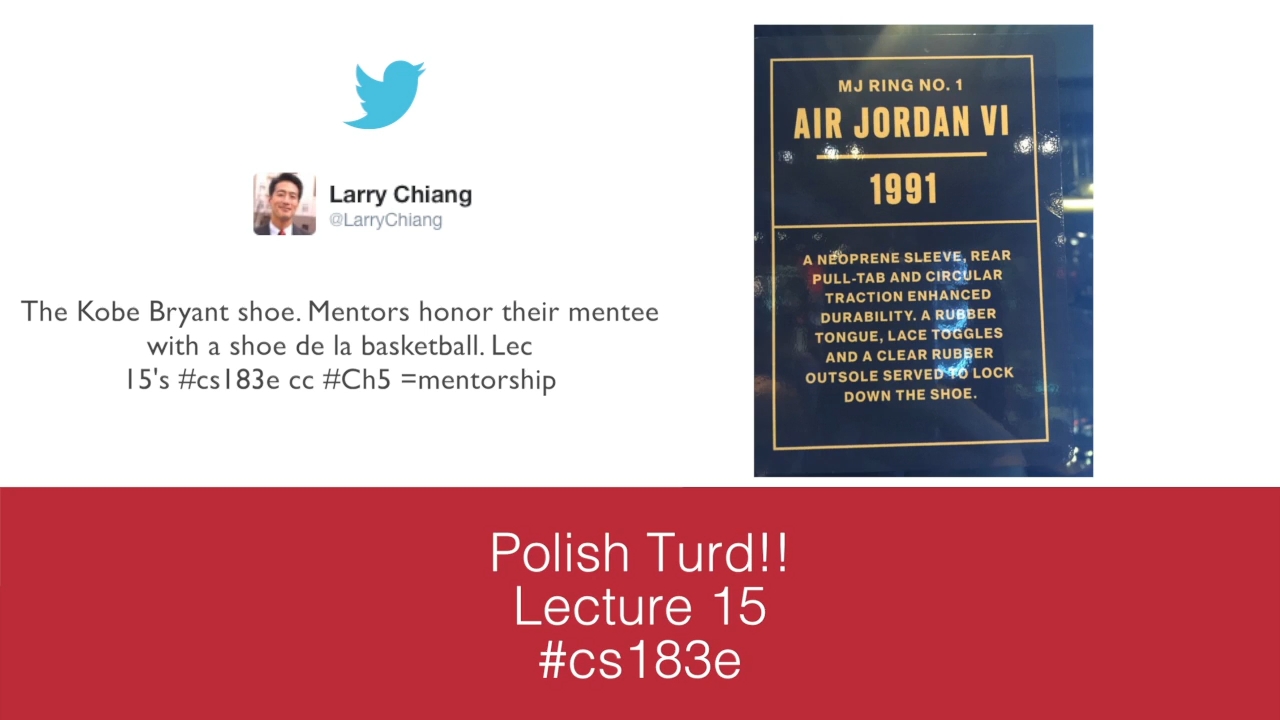 Larry Chiang
@LarryChiang
The Kobe Bryant shoe. Mentors honor their mentee
with a shoe de la basketball. Lec
15's #cs183e cc #Ch5 =mentorship
MJ RING NO. 1
AIR JORDAN VI
1991
A NEOPRENE SLEEVE, REAR
PULL-TAB AND CIRCULAR
TRACTION ENHANCED
DURABILITY. A RUBBER
TONGUE, LACE TOGGLES
AND A CLEAR RUBBER
OUTSOLE SERVED TO LOCK
DOWN THE SHOE.
Polish Turd!!
Lecture 15
#cs183e